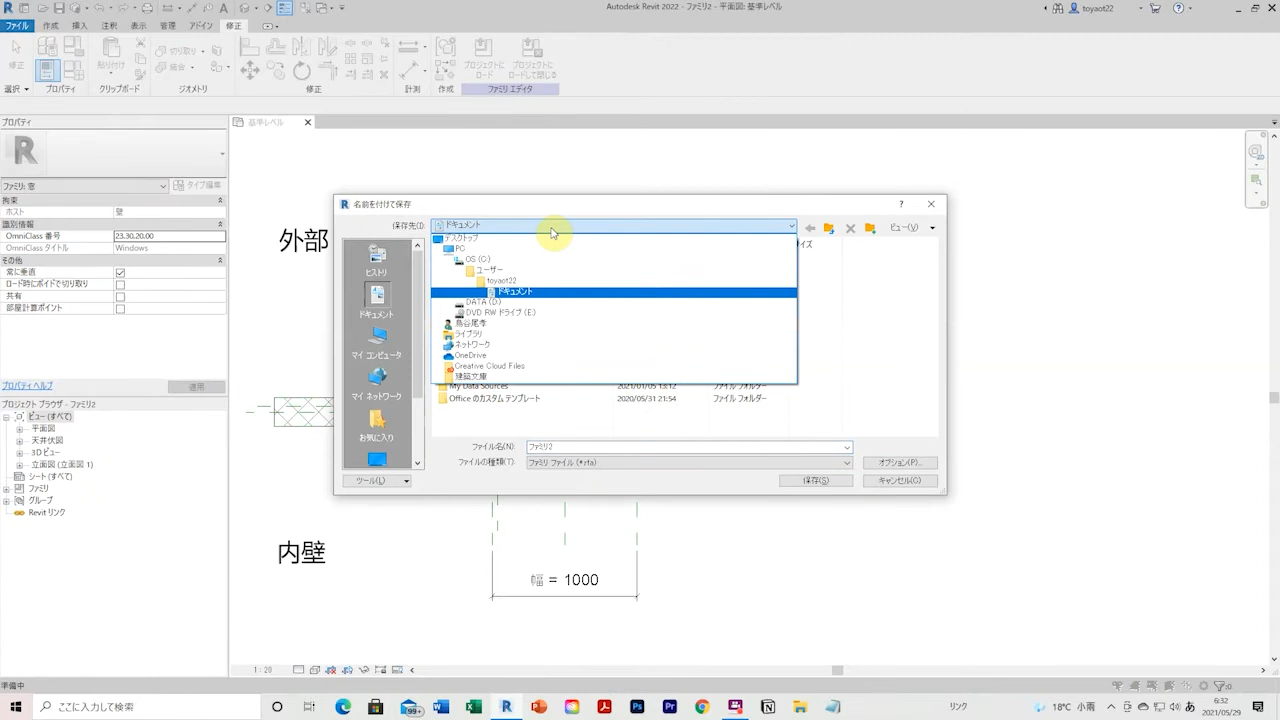 Autodesk Revit 2022 - ファミリ2 - 平面図: 基準レベル
toyaot22
ファイル 作成 挿入 注釈 表示 管理 アドイン 修正
修正
貼り付け
切り取り
結合
プロジェクトに ロード
プロジェクトに ロードして閉じる
選択 プロパティ クリップボード ジオメトリ 修正 計測 作成 ファミリ エディタ
プロパティ
基準レベル
ファミリ: 窓
タイプ編集
拘束
ホスト 壁
識別情報
OmniClass 番号 23.30.20.00
OmniClass タイトル Windows
その他
常に垂直
ロード時にボイドで切り取り
共有
部屋計算ポイント
プロパティヘルプ 適用
プロジェクト ブラウザ - ファミリ2
ビュー (すべて)
平面図
天井伏図
3D ビュー
立面図 (立面図 1)
シート (すべて)
ファミリ
グループ
Revit リンク
外部
内壁
幅 = 1000
名前を付けて保存
保存先(I): ドキュメント
ビュー(V)
デスクトップ
PC
OS (C:)
ユーザー
toyaot22
ドキュメント
DATA (D:)
DVD RW ドライブ (E:)
鳥谷尾孝
ライブラリ
ネットワーク
OneDrive
Creative Cloud Files
建築文庫
My Data Sources 2021/01/05 13:12 ファイル フォルダー
Office のカスタム テンプレート 2020/05/31 21:54 ファイル フォルダー
ヒストリ
ドキュメント
マイ コンピュータ
マイ ネットワーク
お気に入り
ファイル名(N): ファミリ2
ファイルの種類(T): ファミリ ファイル (*.rfa)
オプション(P)...
ツール(L)
保存(S)
キャンセル(C)
1 : 20
準備中
:0
ここに入力して検索
99+
18°C
リンク
6:32
2021/05/29